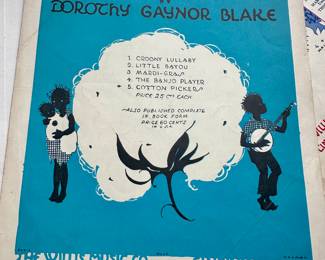 DOROTHY GAYNOR BLAKE
1. CROONY LULLABY
2. LITTLE BAYOU
3. MARDI-GRAS
4. THE BANJO PLAYER
+ 5. COTTON PICKERS
PRICE 25 CTS EACH
ALSO PUBLISHED COMPLETE
IN BOOK FORM
PRICE 60 CENTS
IN U.S.A.
THE WILLIS MUSIC CO.